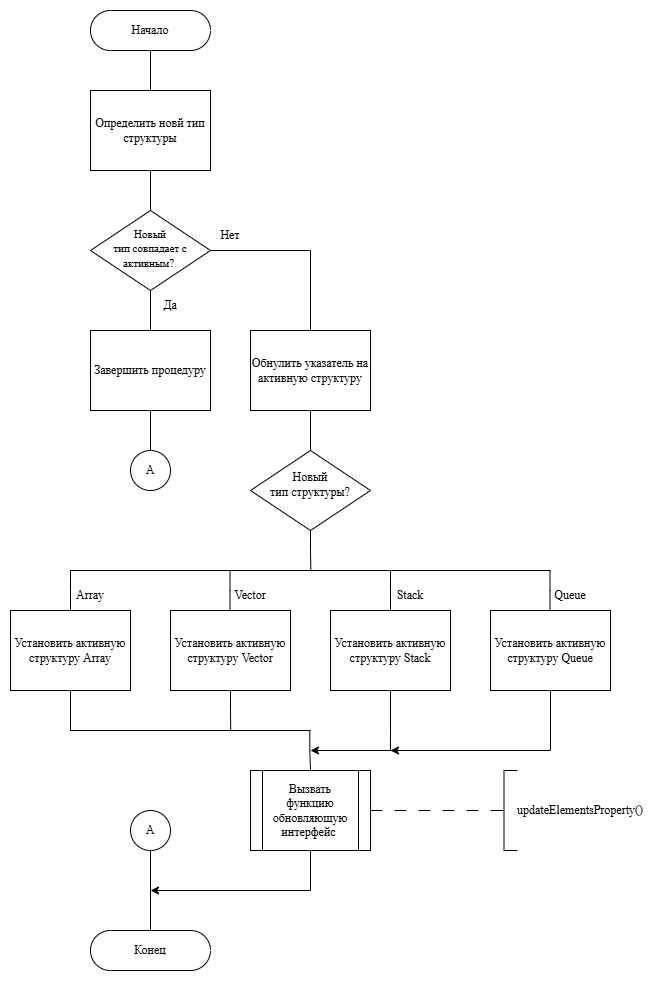 Начало
Определить новй тип
структуры
Новый
тип совпадает с
активным?
Нет
Да
Завершить процедуру
Обнулить указатель на
активную структуру
А
Новый
тип структуры?
Array
Vector
Stack
Queue
Установить активную
структуру Array
Установить активную
структуру Vector
Установить активную
структуру Stack
Установить активную
структуру Queue
Вызвать
функцию
обновляющую
интерфейс
updateElementsProperty()
А
Конец